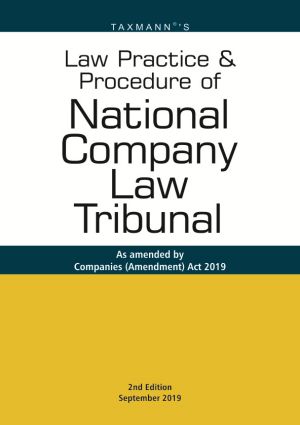 TAXMANN®'S
Law Practice &
Procedure of
National
Company
Law
Tribunal
As amended by
Companies (Amendment) Act 2019
2nd Edition
September 2019